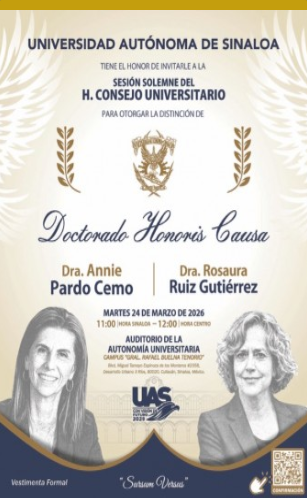 UNIVERSIDAD AUTÓNOMA DE SINALOA
TIENE EL HONOR DE INVITARLE A LA
SESIÓN SOLEMNE DEL
H. CONSEJO UNIVERSITARIO
PARA OTORGAR LA DISTINCIÓN DE
Doctorado Honoris Causa
Dra. Annie
Pardo Cemo
Dra. Rosaura
Ruiz Gutiérrez
MARTES 24 DE MARZO DE 2026
11:00 | HORA SINALOA – 12:00 | HORA CENTRO
AUDITORIO DE LA
AUTONOMÍA UNIVERSITARIA
CAMPUS "GRAL. RAFAEL BUELNA TENORIO"
UAS
Vestimenta Formal
"Sursum Versus"
CONFIRMACIÓN